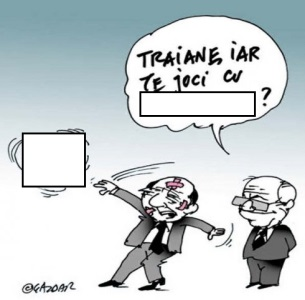 TRAIANE, iAR
TE joci CU
?
©GAZDAR